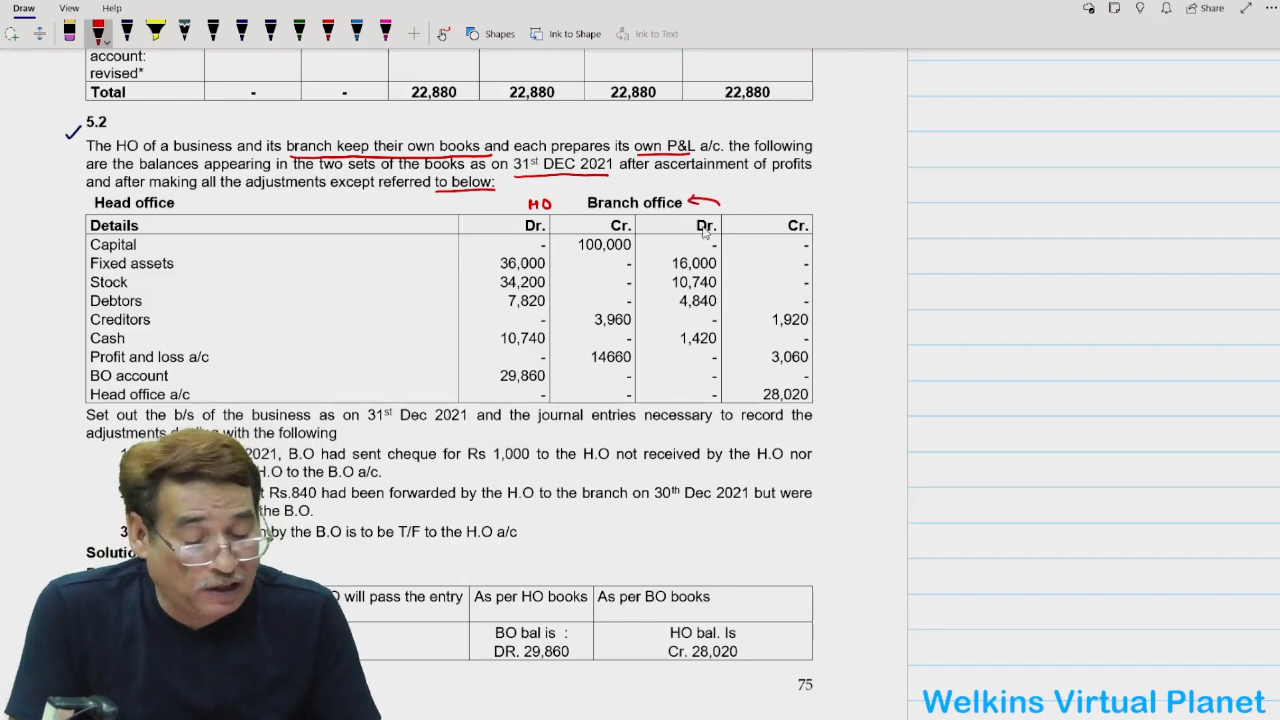 Draw View Help
Share
Shapes Ink to Shape Ink to Text
account:
revised*
Total - - 22,880 22,880 22,880 22,880
5.2
The HO of a business and its branch keep their own books and each prepares its own P&L a/c. the following
are the balances appearing in the two sets of the books as on 31st DEC 2021 after ascertainment of profits
and after making all the adjustments except referred to below:
Head office HO Branch office
Details Dr. Cr. Dr. Cr.
Capital - 100,000 - -
Fixed assets 36,000 - 16,000 -
Stock 34,200 - 10,740 -
Debtors 7,820 - 4,840 -
Creditors - 3,960 - 1,920
Cash 10,740 - 1,420 -
Profit and loss a/c - 14660 - 3,060
BO account 29,860 - - -
Head office a/c - - - 28,020
Set out the b/s of the business as on 31st Dec 2021 and the journal entries necessary to record the
adjustments with the following
2021, B.O had sent cheque for Rs 1,000 to the H.O not received by the H.O nor
H.O to the B.O a/c.
Rs.840 had been forwarded by the H.O to the branch on 30th Dec 2021 but were
the B.O.
3 by the B.O is to be T/F to the H.O a/c
will pass the entry As per HO books As per BO books
BO bal is : HO bal. Is
DR. 29,860 Cr. 28,020
75
Welkins Virtual Planet